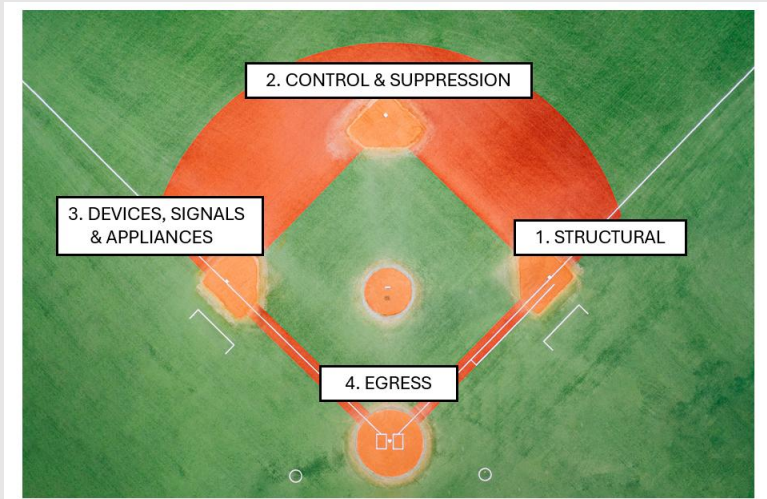 2. CONTROL & SUPPRESSION
3. DEVICES, SIGNALS
& APPLIANCES
1. STRUCTURAL
4. EGRESS